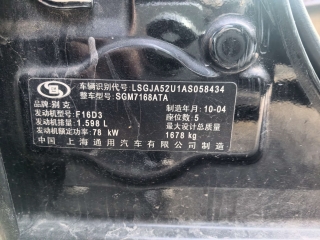 车辆识别代号: LSGJA52U1AS058434
整车型号: SGM7168ATA
品牌: 别克 制造年月: 10-04
发动机型号: F16D3 座位数: 5
发动机排量: 1.598 L 最大设计总质量:
发动机额定功率: 78 kW 1678 kg
中国 上海通用汽车有限公司 制造